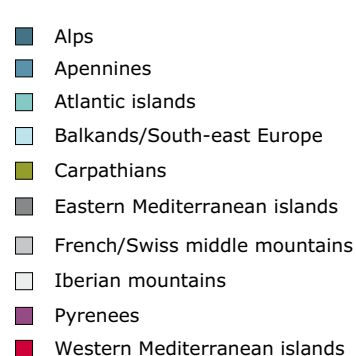 Alps
Apennines
Atlantic islands
Balkands/South-east Europe
Carpathians
Eastern Mediterranean islands
French/Swiss middle mountains
Iberian mountains
Pyrenees
Western Mediterranean islands